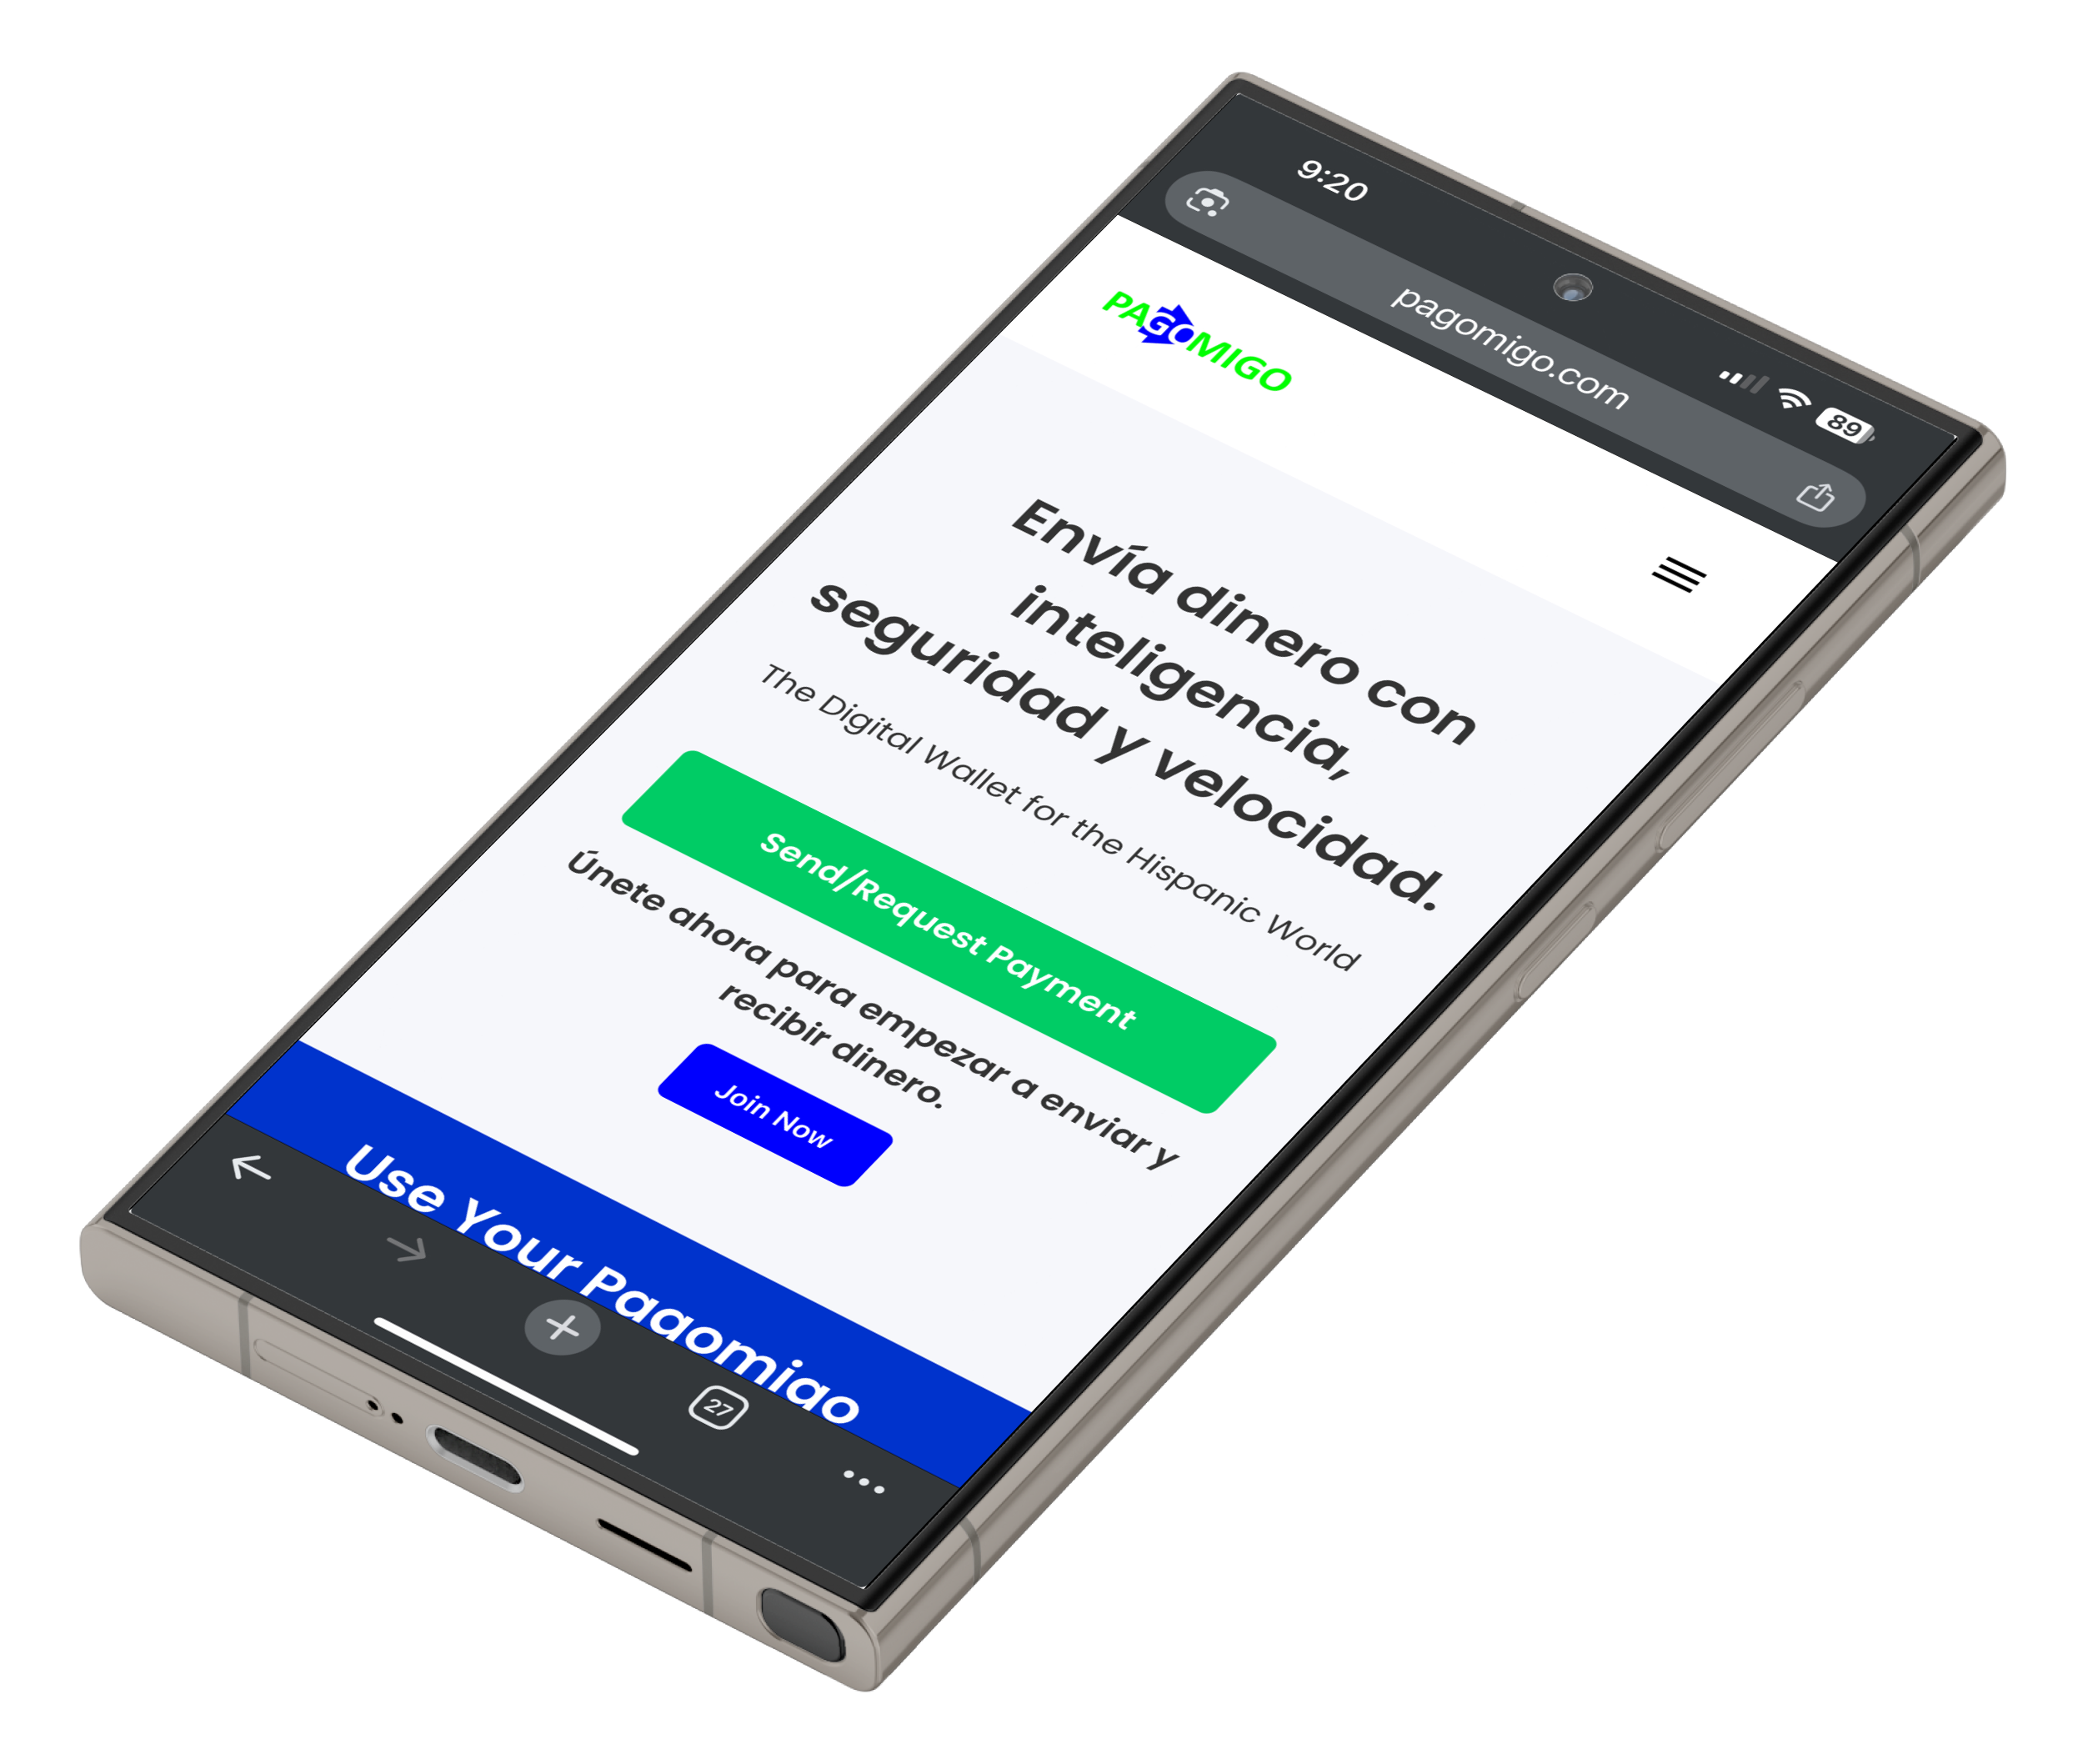 9:20
89
pagomigo.com
PAGOMIGO
Envía dinero con
inteligencia,
seguridad y velocidad.
The Digital Wallet for the Hispanic World
Send/Request Payment
Únete ahora para empezar a enviar y
recibir dinero.
Join Now
Use Your Pagomigo
27